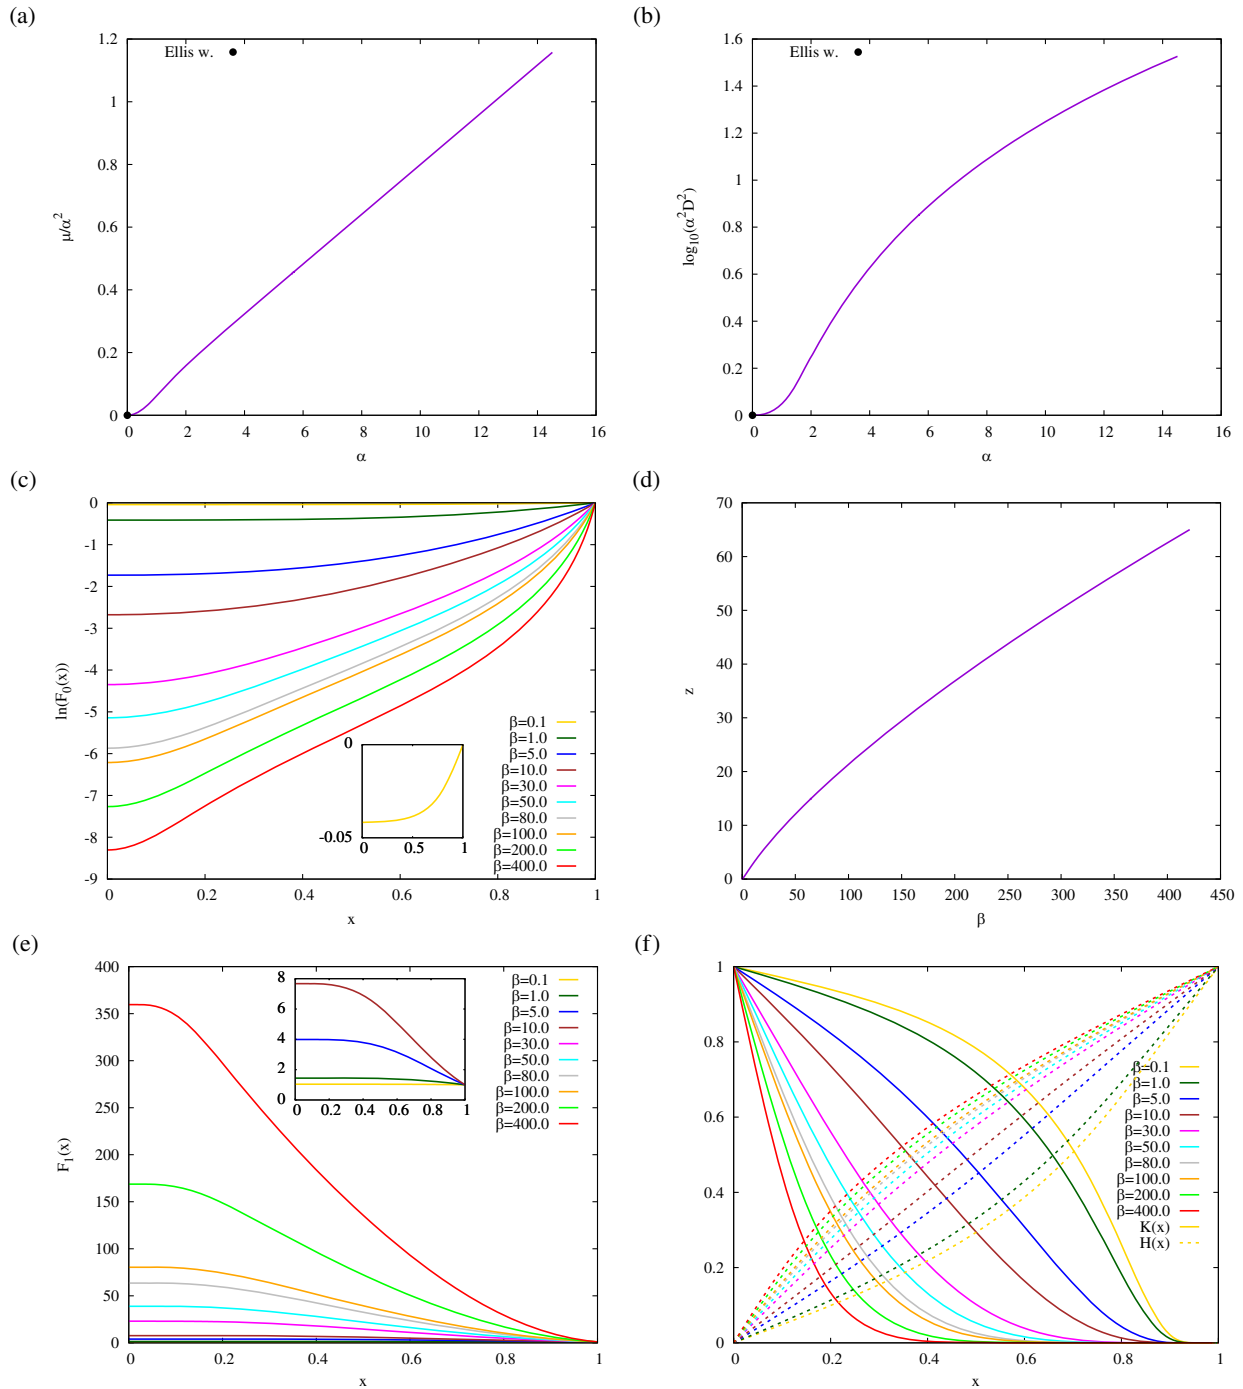 (a)
Ellis w.
1.2
1
0.8
0.6
0.4
0.2
0
μ/α²
0 2 4 6 8 10 12 14 16
α
(b)
Ellis w.
1.6
1.4
1.2
1
0.8
0.6
0.4
0.2
0
log₁₀(α²D²)
0 2 4 6 8 10 12 14 16
α
(c)
0
-1
-2
-3
-4
-5
-6
-7
-8
-9
ln(F₀(x))
β=0.1
β=1.0
β=5.0
β=10.0
β=30.0
β=50.0
β=80.0
β=100.0
β=200.0
β=400.0
0
-0.05
0 0.5 1
0 0.2 0.4 0.6 0.8 1
x
(d)
70
60
50
40
30
20
10
0
z
0 50 100 150 200 250 300 350 400 450
β
(e)
400
350
300
250
200
150
100
50
0
F₁(x)
8
6
4
2
0
0 0.2 0.4 0.6 0.8 1
β=0.1
β=1.0
β=5.0
β=10.0
β=30.0
β=50.0
β=80.0
β=100.0
β=200.0
β=400.0
0 0.2 0.4 0.6 0.8 1
x
(f)
1
0.8
0.6
0.4
0.2
0
β=0.1
β=1.0
β=5.0
β=10.0
β=30.0
β=50.0
β=80.0
β=100.0
β=200.0
β=400.0
K(x)
H(x)
0 0.2 0.4 0.6 0.8 1
x